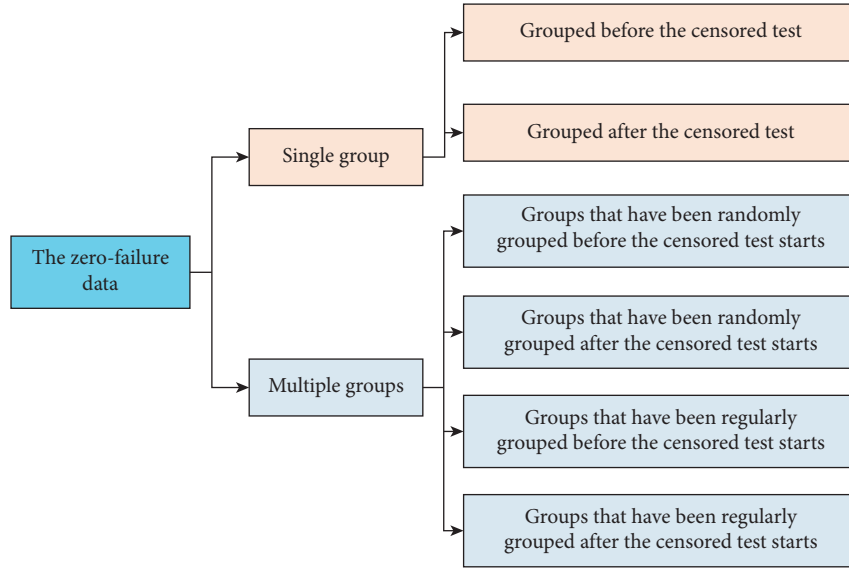 The zero-failure
data
Single group
Multiple groups
Grouped before the censored test
Grouped after the censored test
Groups that have been randomly
grouped before the censored test starts
Groups that have been randomly
grouped after the censored test starts
Groups that have been regularly
grouped before the censored test starts
Groups that have been regularly
grouped after the censored test starts